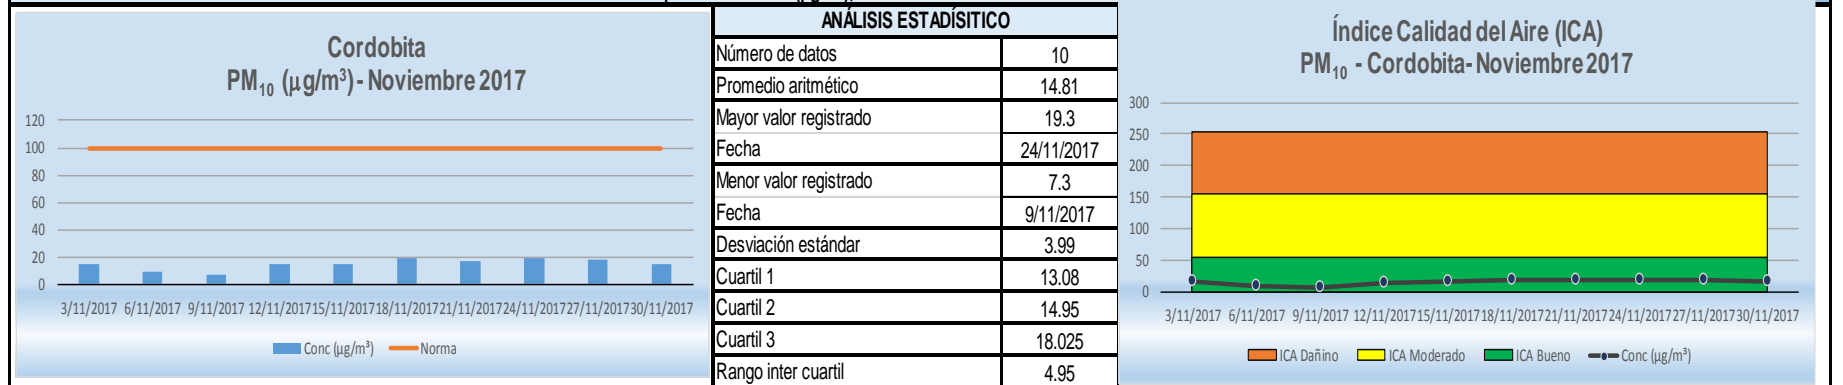 Cordobita
PM10 (µg/m³)- Noviembre 2017
120
100
80
60
40
20
0
3/11/2017 6/11/2017 9/11/2017 12/11/2017 15/11/2017 18/11/2017 21/11/2017 24/11/2017 27/11/2017 30/11/2017
Conc (µg/m³) Norma
ANÁLISIS ESTADÍSITICO
Número de datos 10
Promedio aritmético 14.81
Mayor valor registrado 19.3
Fecha 24/11/2017
Menor valor registrado 7.3
Fecha 9/11/2017
Desviación estándar 3.99
Cuartil 1 13.08
Cuartil 2 14.95
Cuartil 3 18.025
Rango inter cuartil 4.95
Índice Calidad del Aire (ICA)
PM10 - Cordobita- Noviembre 2017
300
250
200
150
100
50
0
3/11/2017 6/11/2017 9/11/2017 12/11/2017 15/11/2017 18/11/2017 21/11/2017 24/11/2017 27/11/2017 30/11/2017
ICA Dañino ICA Moderado ICA Bueno Conc (µg/m³)